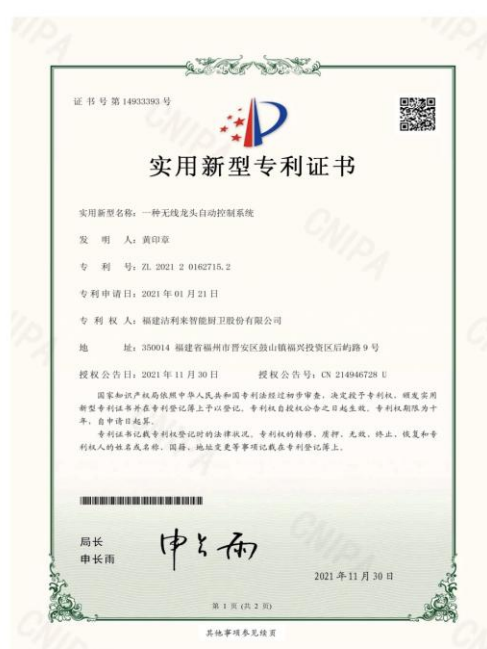 证书号第14933393号
实用新型专利证书
实用新型名称：一种无线龙头自动控制系统
发明人：黄印章
专利号：ZL 2021 2 0162715.2
专利申请日：2021年01月21日
专利权人：福建洁利来智能厨卫股份有限公司
地址：350014 福建省福州市晋安区鼓山镇福兴投资区后屿路9号
授权公告日：2021年11月30日 授权公告号：CN 214946728 U
国家知识产权局依照中华人民共和国专利法经过初步审查，决定授予专利权，颁发实用
新型专利证书并在专利登记簿上予以登记。专利权自授权公告之日起生效。专利权期限为十
年，自申请日起算。
专利证书记载专利权登记时的法律状况。专利权的转移、质押、无效、终止、恢复和专
利权人的姓名或名称、国籍、地址变更等事项记载在专利登记簿上。
局长
申长雨
申长雨
2021年11月30日
第 1 页 (共 2 页)
其他事项参见续页
CNIPA
CNIPA
CNIPA
CNIPA
CNIPA